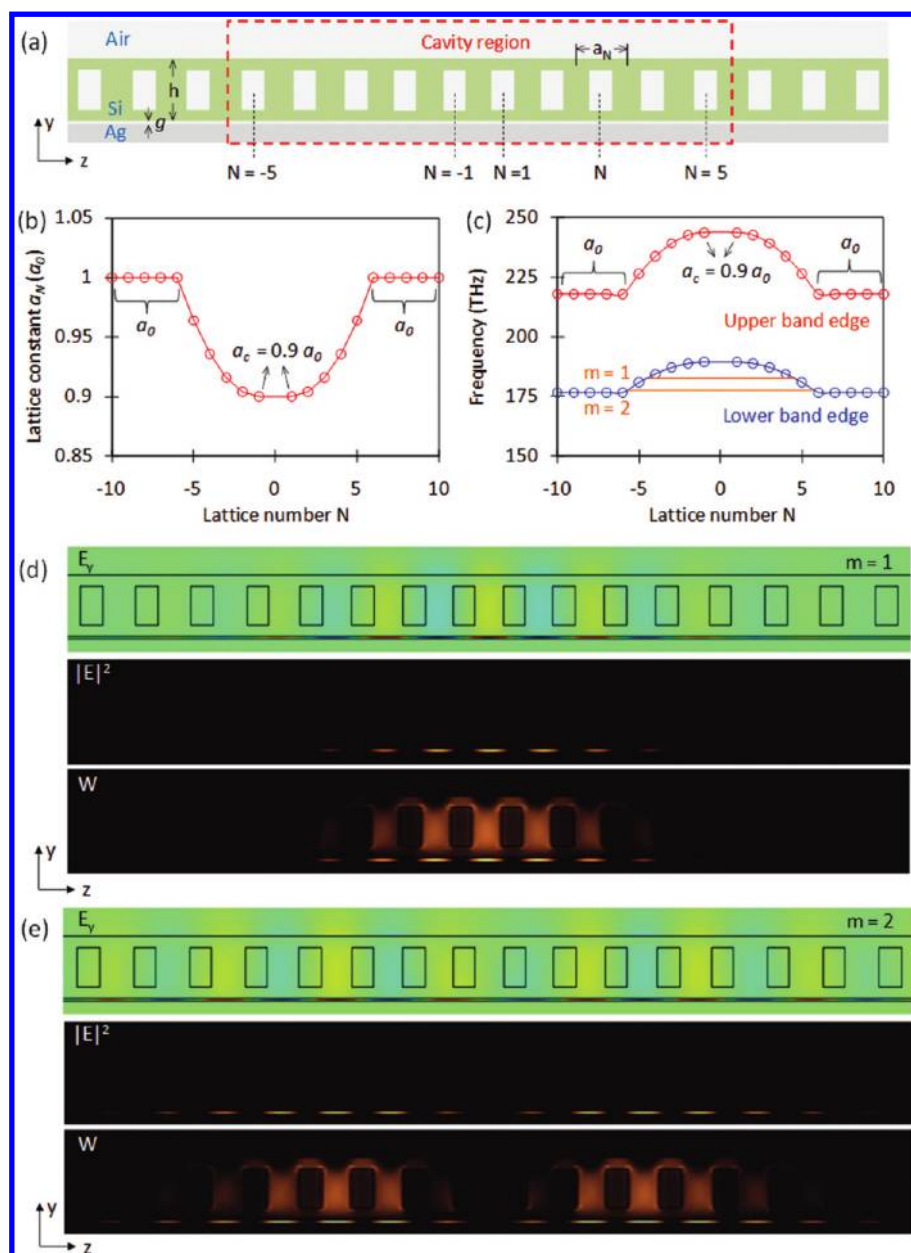 (a)
Air
Cavity region
a_N
h
Si
g
Ag
y
z
N = -5
N = -1
N =1
N
N = 5
(b)
Lattice constant a_N (a_0)
1.05
1
0.95
0.9
0.85
a_0
a_0
a_c = 0.9 a_0
-10
-5
0
5
10
Lattice number N
(c)
Frequency (THz)
250
225
200
175
150
a_0
a_0
a_c = 0.9 a_0
Upper band edge
m = 1
m = 2
Lower band edge
-10
-5
0
5
10
Lattice number N
(d)
E_y
m = 1
|E|^2
W
y
z
(e)
E_y
m = 2
|E|^2
W
y
z